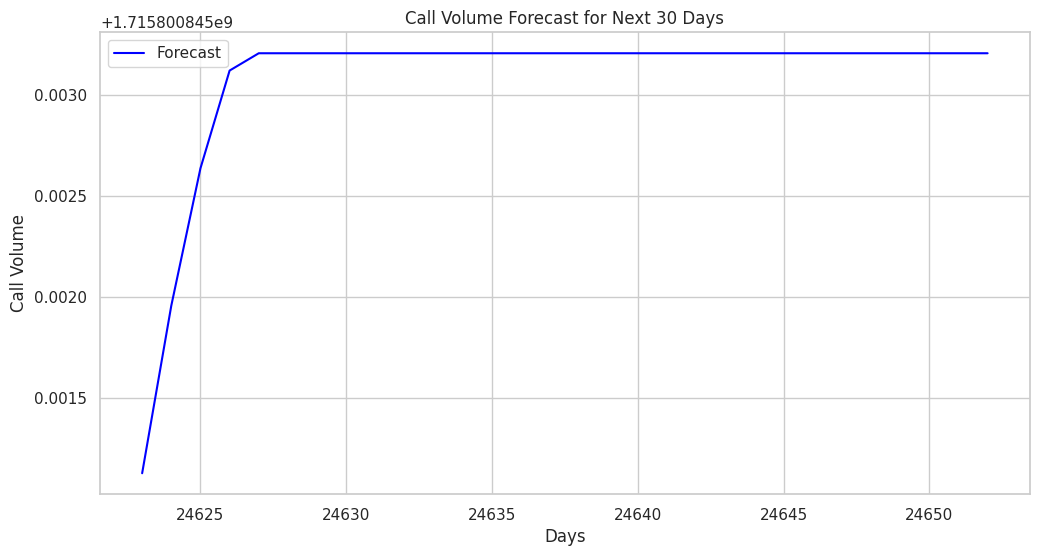 Call Volume Forecast for Next 30 Days
+1.715800845e9
Forecast
0.0030
0.0025
0.0020
0.0015
Call Volume
24625 24630 24635 24640 24645 24650
Days